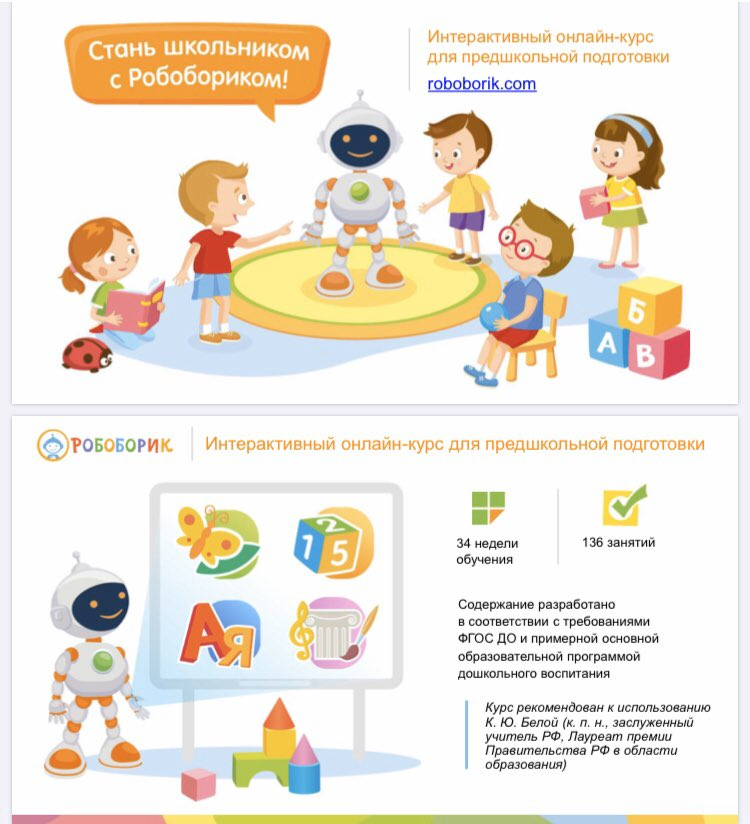 Стань школьником
с Робобориком!
Интерактивный онлайн-курс
для предшкольной подготовки
roboborik.com
Б
А
В
РОБОБОРИК
Интерактивный онлайн-курс для предшкольной подготовки
2
1
5
А
Я
34 недели
обучения
136 занятий
Содержание разработано
в соответствии с требованиями
ФГОС ДО и примерной основной
образовательной программой
дошкольного воспитания
Курс рекомендован к использованию
К. Ю. Белой (к. п. н., заслуженный
учитель РФ, Лауреат премии
Правительства РФ в области
образования)